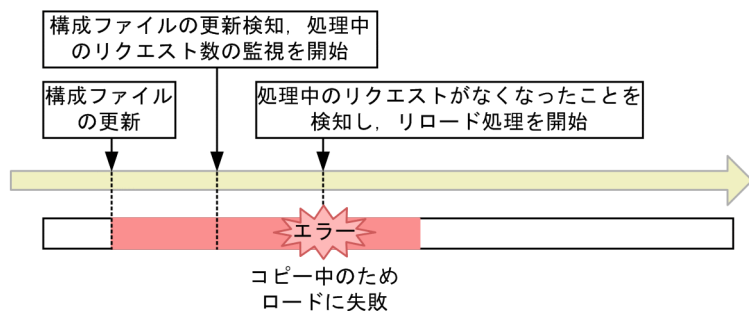 構成ファイルの更新検知，処理中
のリクエスト数の監視を開始
構成ファイル
の更新
処理中のリクエストがなくなったことを
検知し，リロード処理を開始
エラー
コピー中のため
ロードに失敗